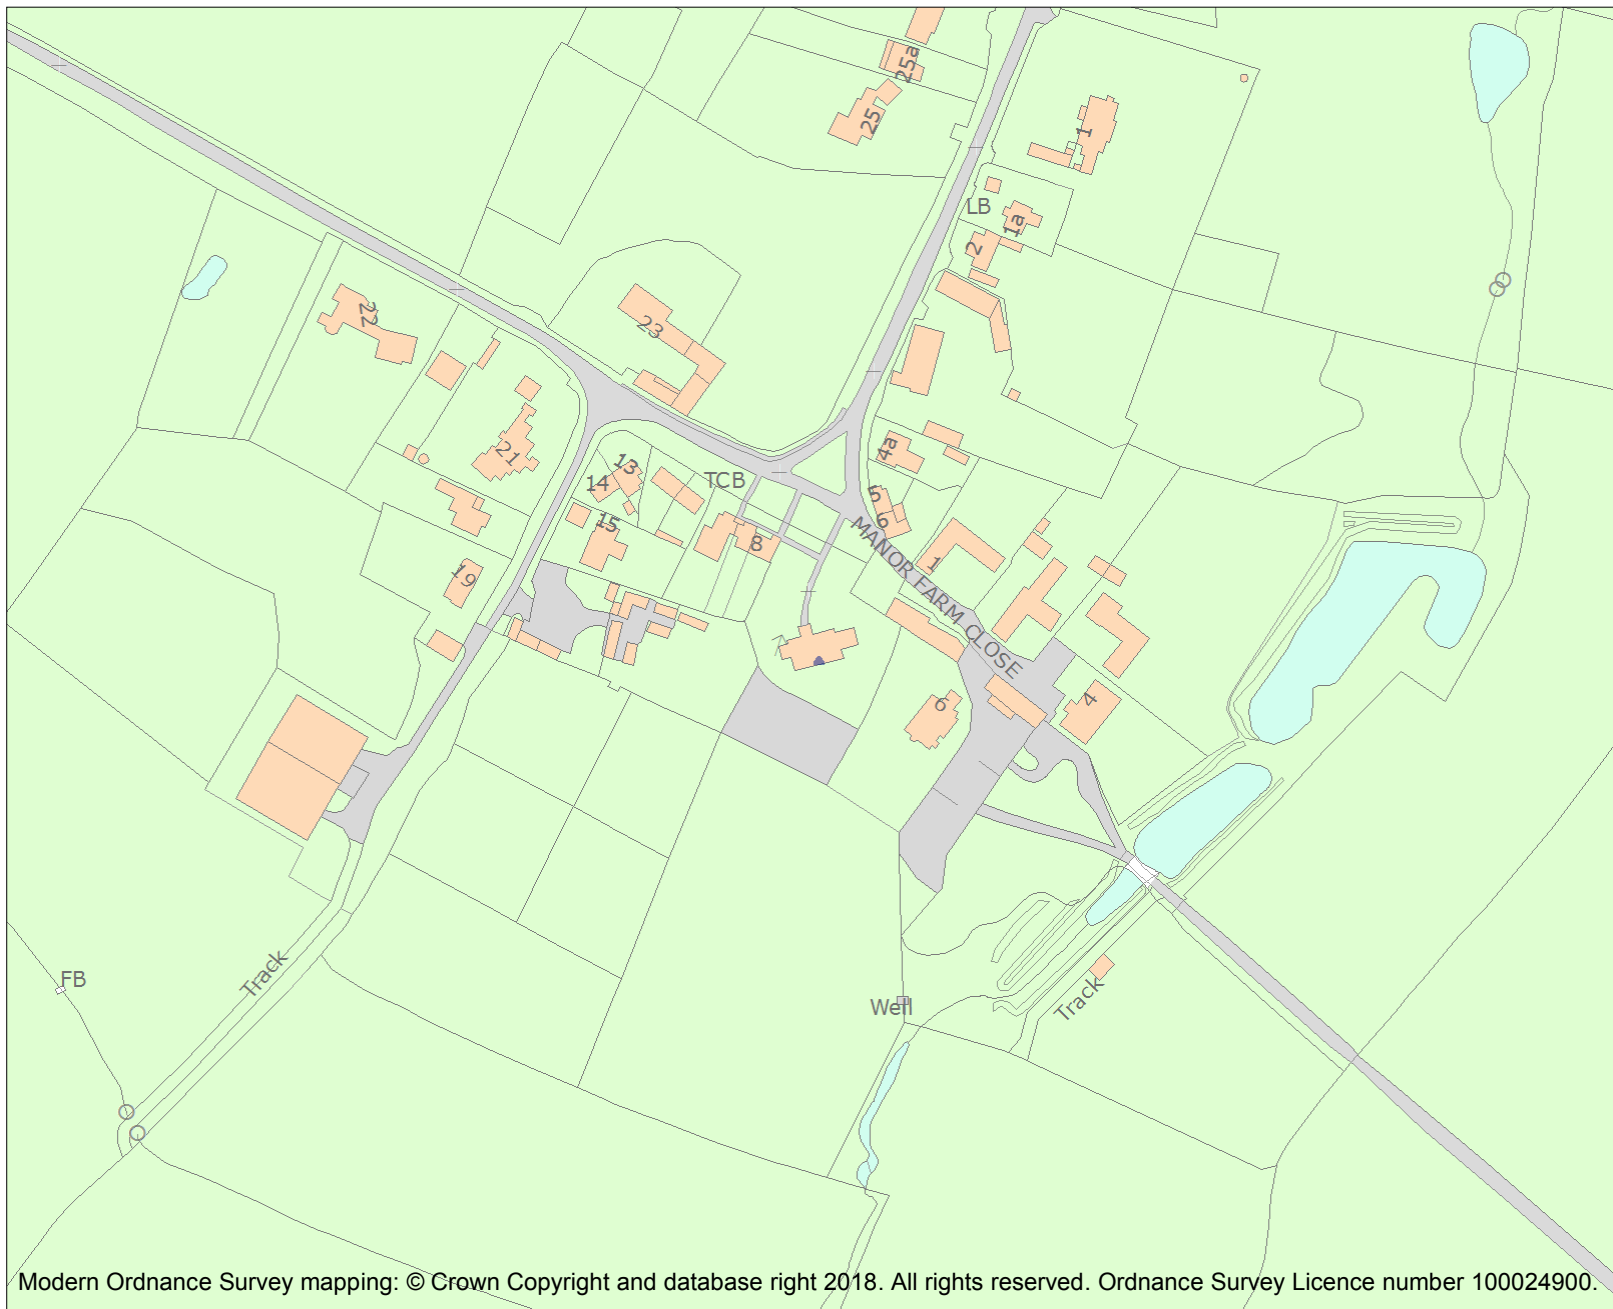 25a
25
1
LB
1a
2
22
23
4a
21
13
14
TCB
5
6
15
8
MANOR FARM CLOSE
1
19
6
4
Track
FB
Well
Track
Modern Ordnance Survey mapping: © Crown Copyright and database right 2018. All rights reserved. Ordnance Survey Licence number 100024900.